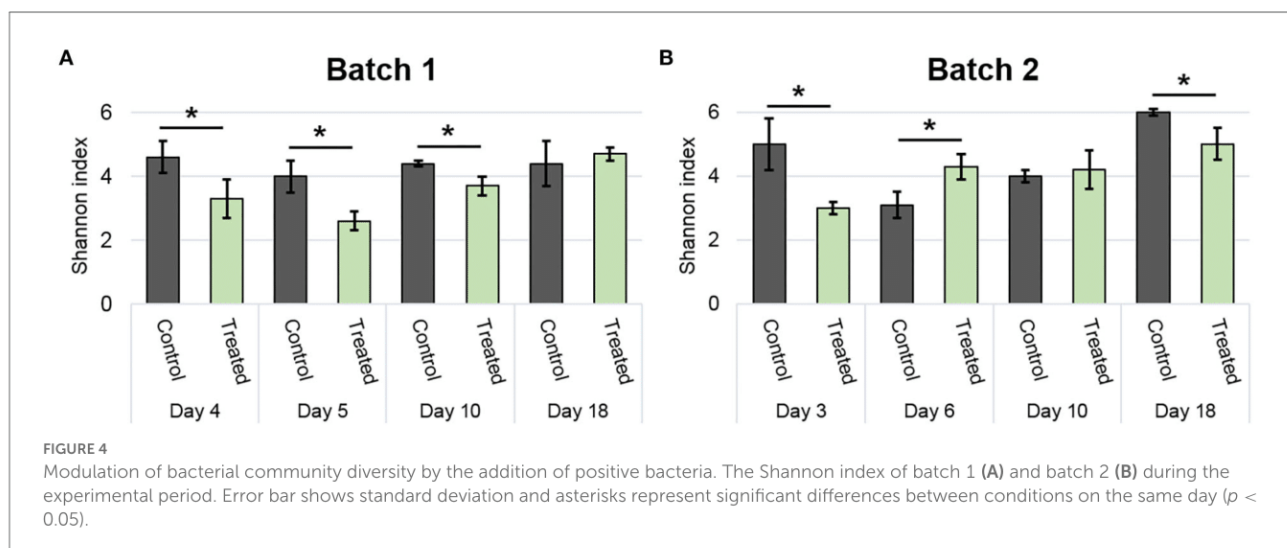 A
Batch 1
Shannon index
6
4
2
0
*
*
*
Control
Treated
Control
Treated
Control
Treated
Control
Treated
Day 4
Day 5
Day 10
Day 18
B
Batch 2
Shannon index
6
4
2
0
*
*
*
Control
Treated
Control
Treated
Control
Treated
Control
Treated
Day 3
Day 6
Day 10
Day 18
FIGURE 4
Modulation of bacterial community diversity by the addition of positive bacteria. The Shannon index of batch 1 (A) and batch 2 (B) during the
experimental period. Error bar shows standard deviation and asterisks represent significant differences between conditions on the same day (p <
0.05).